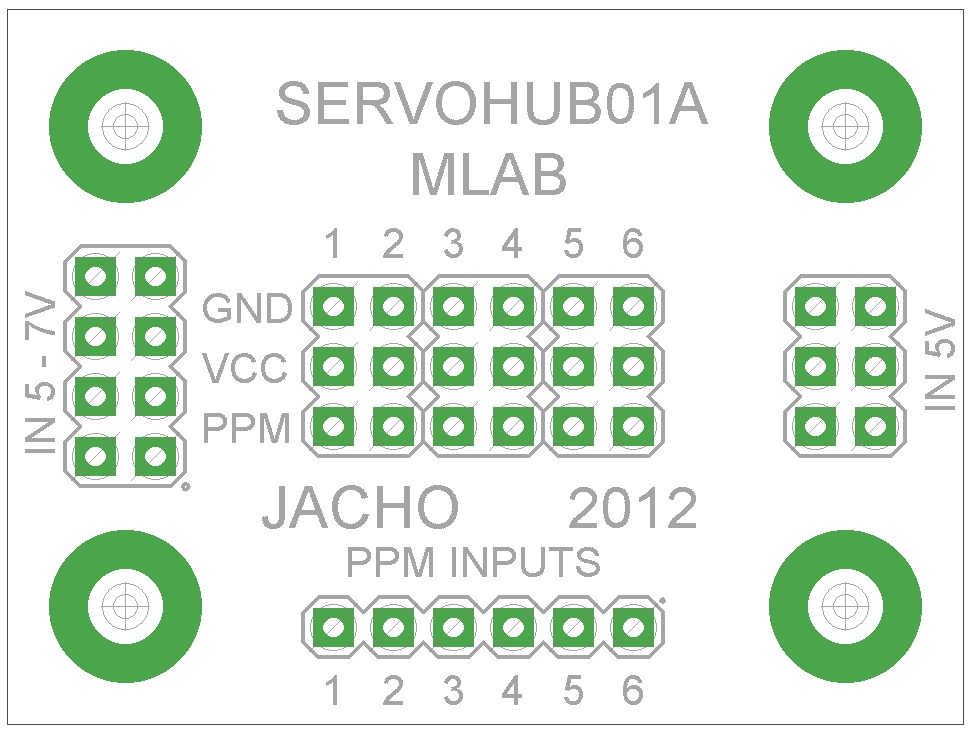 SERVOHUB01A
MLAB
1 2 3 4 5 6
IN 5 - 7V
GND
VCC
PPM
IN 5V
JACHO 2012
PPM INPUTS
1 2 3 4 5 6